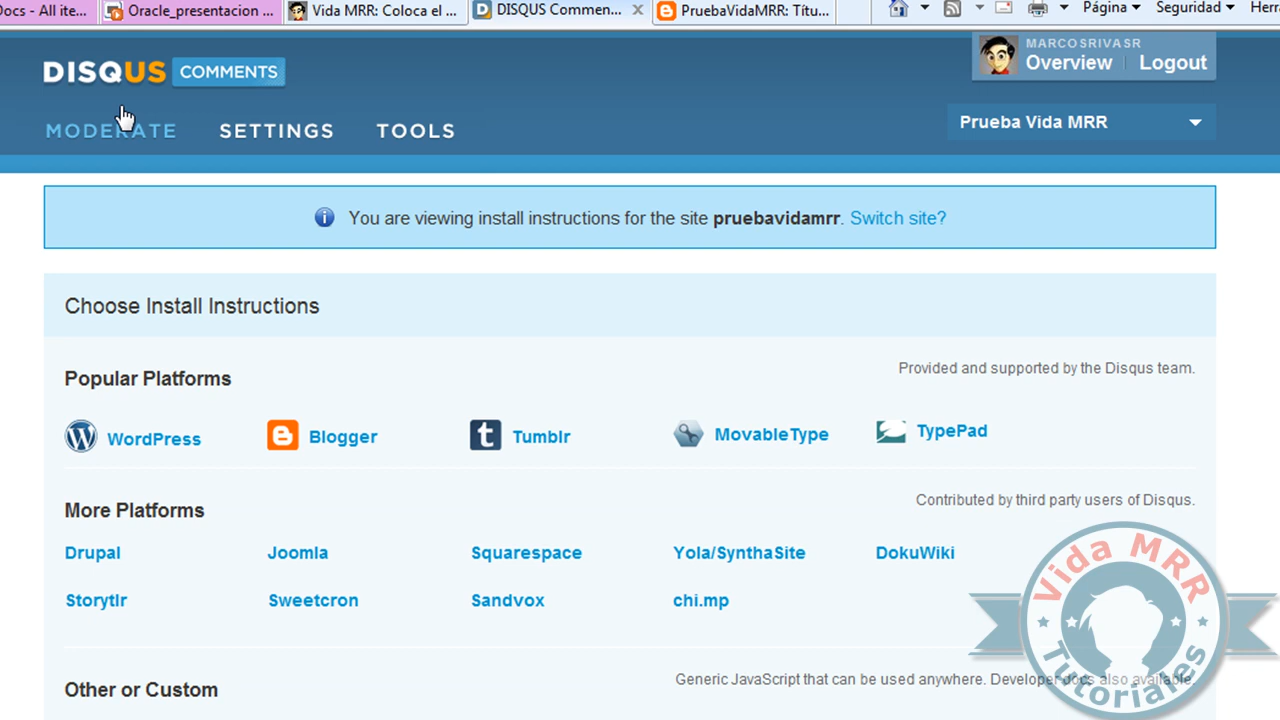 Docs - All ite... Oracle_presentacion ... Vida MRR: Coloca el ... DISQUS Commen... PruebaVidaMRR: Títu... Página Seguridad Herra
DISQUS COMMENTS
MARCOSRIVASR
Overview Logout
MODERATE SETTINGS TOOLS
Prueba Vida MRR
You are viewing install instructions for the site pruebavidamrr. Switch site?
Choose Install Instructions
Popular Platforms
Provided and supported by the Disqus team.
WordPress Blogger Tumblr MovableType TypePad
More Platforms
Contributed by third party users of Disqus.
Drupal Joomla Squarespace Yola/SynthaSite DokuWiki
Storytlr Sweetcron Sandvox chi.mp
Other or Custom
Generic JavaScript that can be used anywhere. Developer docs also available.
Vida MRR
Tutoriales